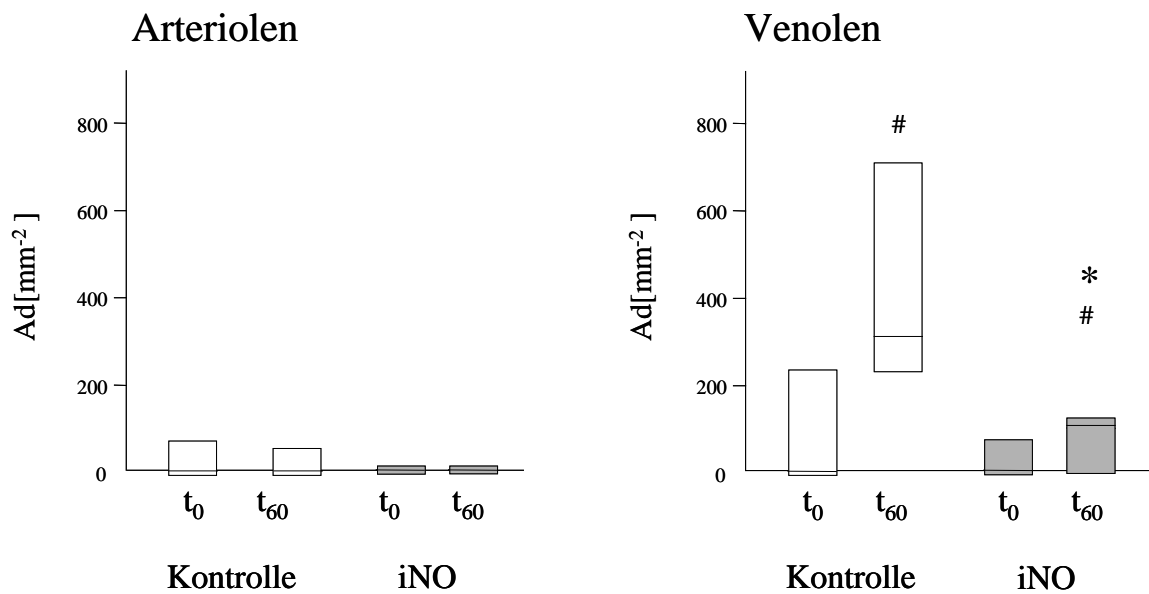 Arteriolen
Ad[mm-2 ]
800
600
400
200
0
t0 t60 t0 t60
Kontrolle iNO
Venolen
Ad[mm-2 ]
800
600
400
200
0
#
*
#
t0 t60 t0 t60
Kontrolle iNO